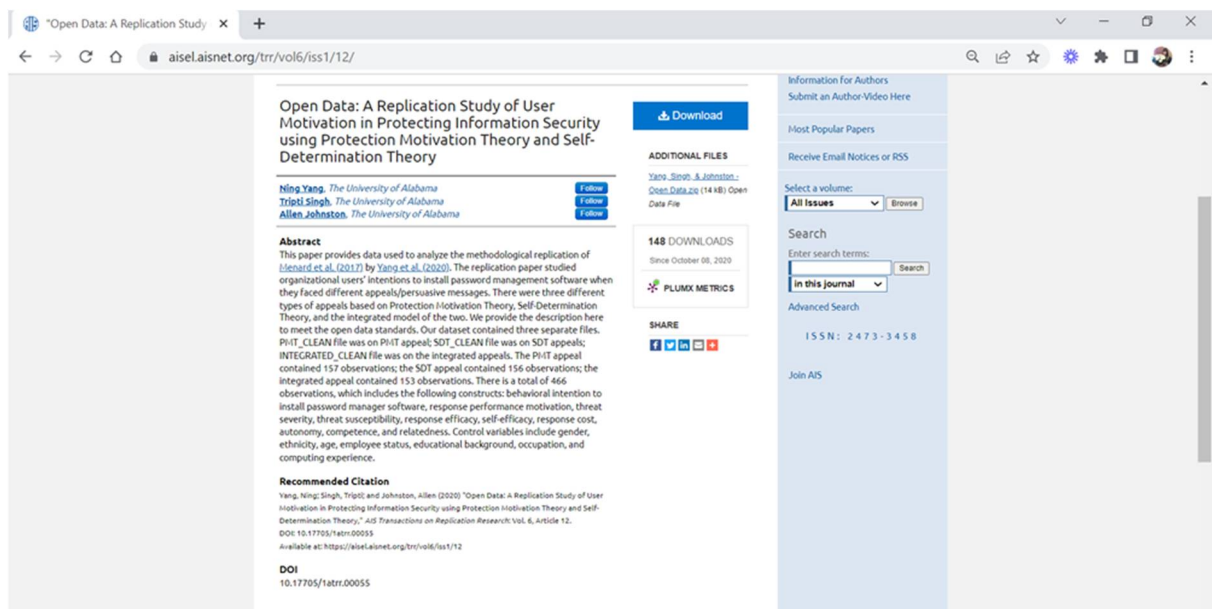 "Open Data: A Replication Study
aisel.aisnet.org/trr/vol6/iss1/12/
Open Data: A Replication Study of User
Motivation in Protecting Information Security
using Protection Motivation Theory and Self-
Determination Theory
Ning Yang, The University of Alabama
Follow
Tripti Singh, The University of Alabama
Follow
Allen Johnston, The University of Alabama
Follow
Abstract
This paper provides data used to analyze the methodological replication of
Menard et al. (2017) by Yang et al. (2020). The replication paper studied
organizational users' intentions to install password management software when
they faced different appeals/persuasive messages. There were three different
types of appeals based on Protection Motivation Theory, Self-Determination
Theory, and the integrated model of the two. We provide the description here
to meet the open data standards. Our dataset contained three separate files.
PMT_CLEAN file was on PMT appeal; SDT_CLEAN file was on SDT appeals;
INTEGRATED_CLEAN file was on the integrated appeals. The PMT appeal
contained 157 observations; the SDT appeal contained 156 observations; the
integrated appeal contained 153 observations. There is a total of 466
observations, which includes the following constructs: behavioral intention to
install password manager software, response performance motivation, threat
severity, threat susceptibility, response efficacy, self-efficacy, response cost,
autonomy, competence, and relatedness. Control variables include gender,
ethnicity, age, employee status, educational background, occupation, and
computing experience.
Recommended Citation
Yang, Ning; Singh, Tripti; and Johnston, Allen (2020) "Open Data: A Replication Study of User
Motivation in Protecting Information Security using Protection Motivation Theory and Self-
Determination Theory," AIS Transactions on Replication Research: Vol. 6, Article 12.
DOI: 10.17705/1atrr.00055
Available at: https://aisel.aisnet.org/trr/vol6/iss1/12
DOI
10.17705/1atrr.00055
Download
ADDITIONAL FILES
Yang, Singh, & Johnston -
Open Data.zip (14 kB) Open
Data File
148 DOWNLOADS
Since October 08, 2020
PLUMX METRICS
SHARE
Information for Authors
Submit an Author-Video Here
Most Popular Papers
Receive Email Notices or RSS
Select a volume:
All Issues
Browse
Search
Enter search terms:
Search
in this journal
Advanced Search
ISSN: 2473-3458
Join AIS